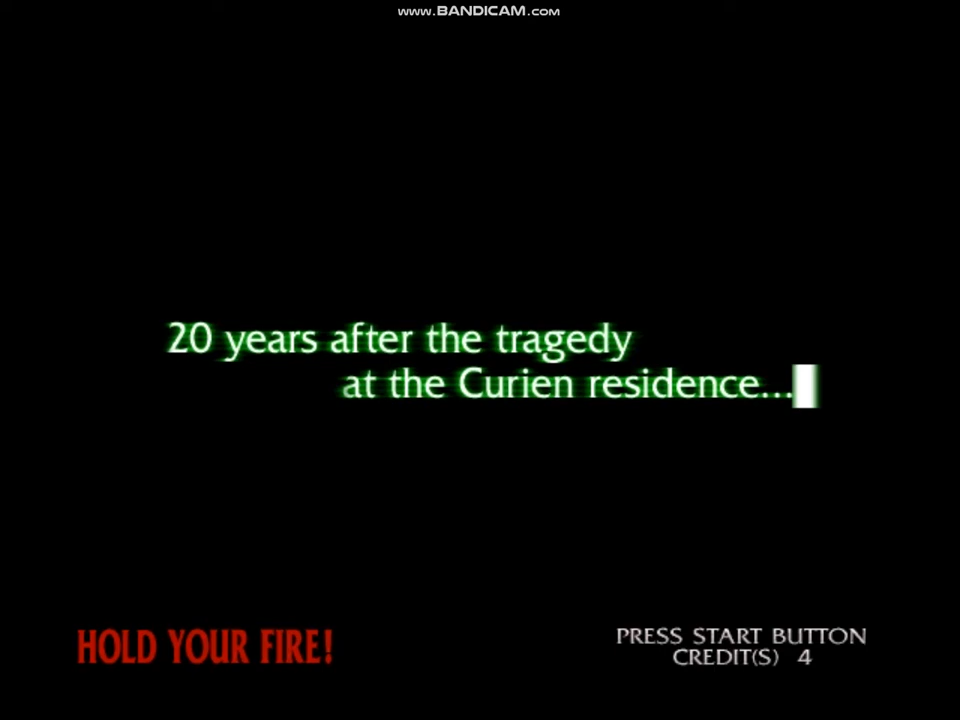 www.BANDICAM.com
20 years after the tragedy
at the Curien residence...
HOLD YOUR FIRE!
PRESS START BUTTON
CREDIT(S) 4